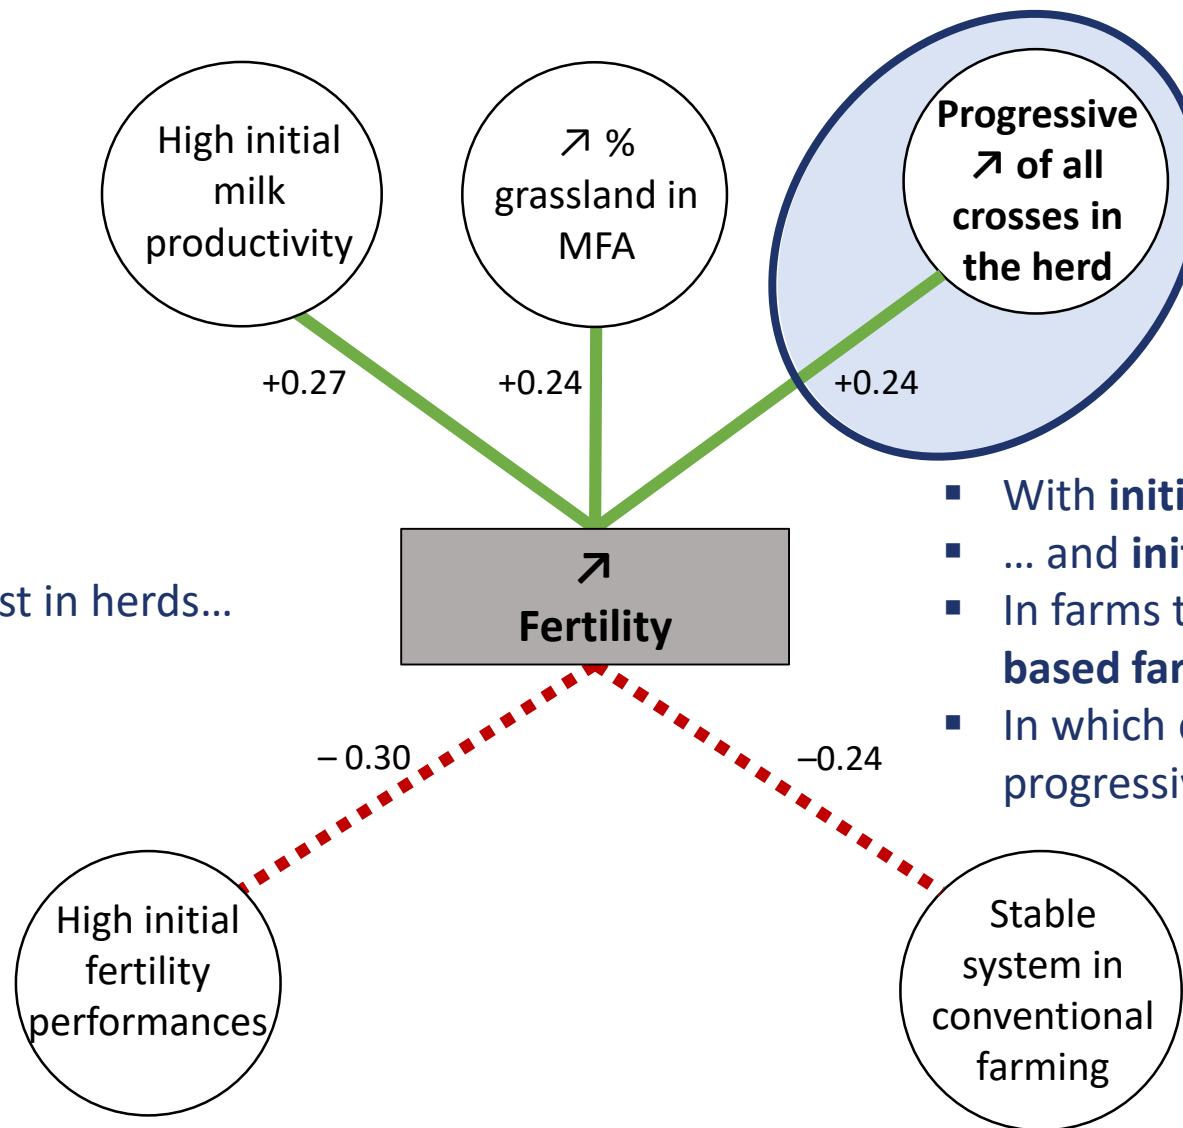 High initial
milk
productivity
↗ %
grassland in
MFA
Progressive
↗ of all
crosses in
the herd
+0.27
+0.24
+0.24
▪ With
▪ … and
▪ In farms
▪ In which
in herds…
↗
Fertility
– 0.30
–0.24
High initial
fertility
performances
Stable
system in
conventional
farming